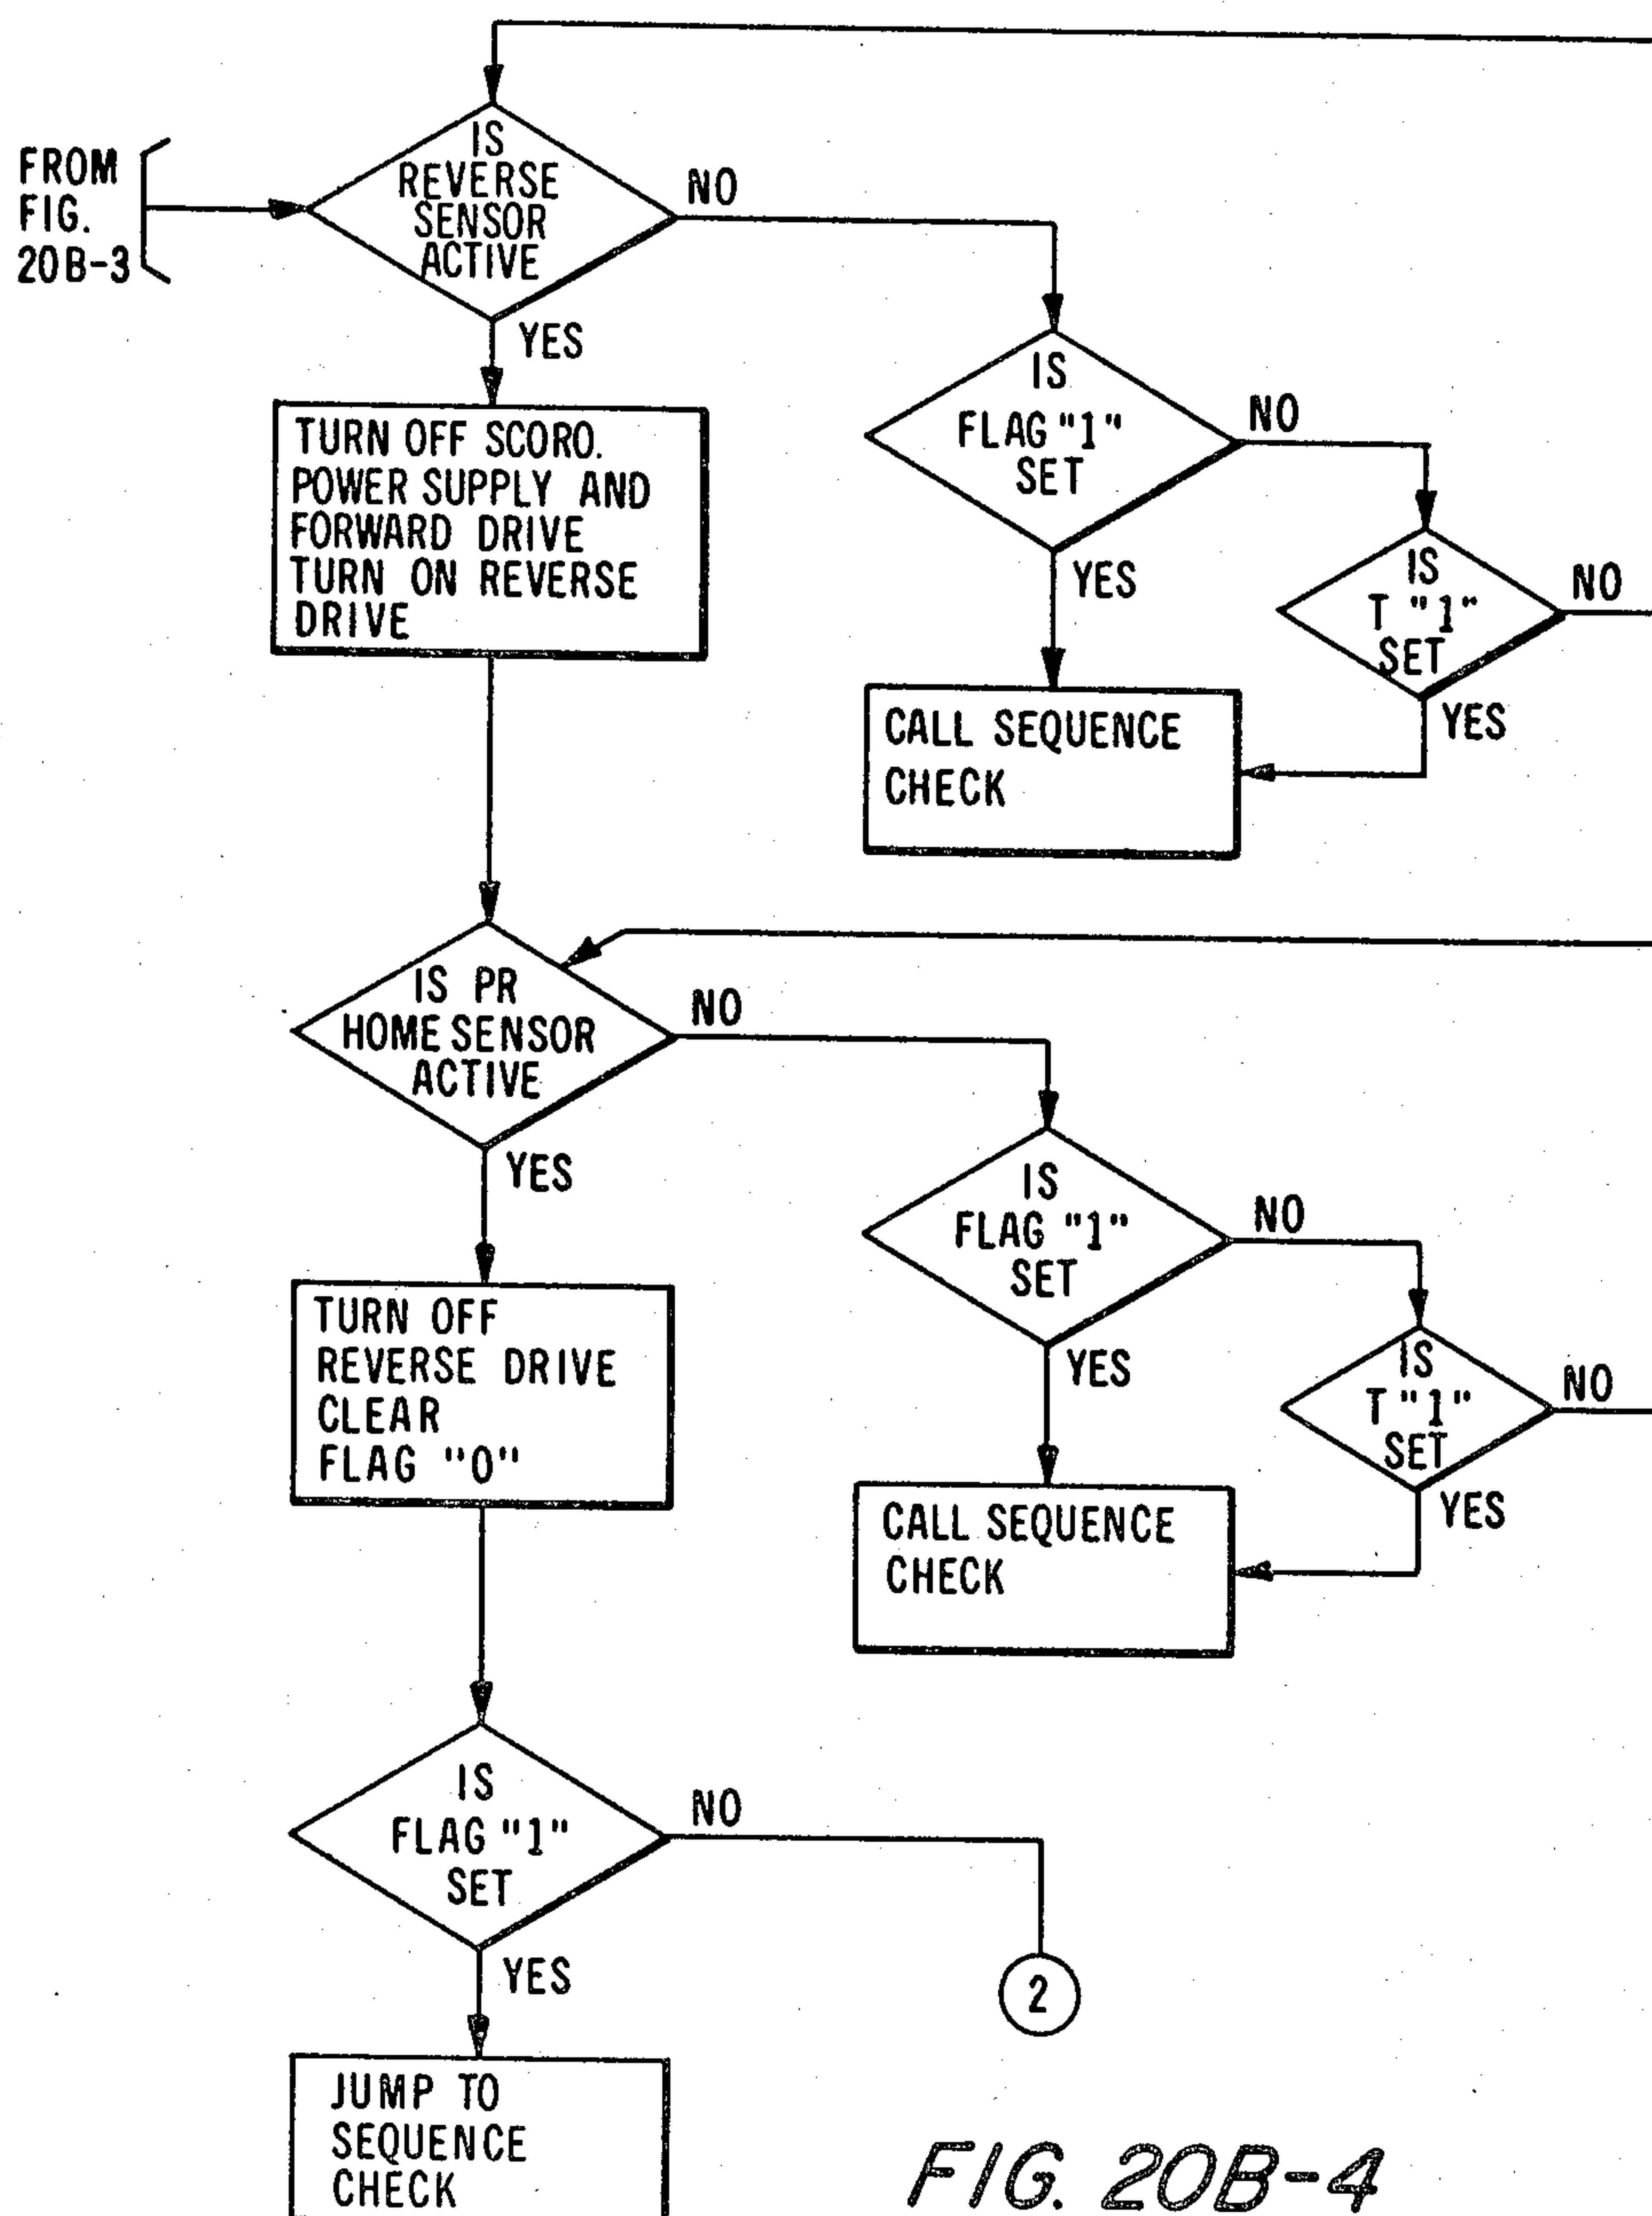 FROM
FIG.
20B-3
IS
REVERSE
SENSOR
ACTIVE
NO
YES
TURN OFF SCORO.
POWER SUPPLY AND
FORWARD DRIVE
TURN ON REVERSE
DRIVE
IS
FLAG "1"
SET
NO
YES
IS
T "1"
SET
NO
YES
CALL SEQUENCE
CHECK
IS PR
HOME SENSOR
ACTIVE
NO
YES
IS
FLAG "1"
SET
NO
YES
IS
T "1"
SET
NO
YES
CALL SEQUENCE
CHECK
TURN OFF
REVERSE DRIVE
CLEAR
FLAG "0"
IS
FLAG "1"
SET
NO
YES
2
JUMP TO
SEQUENCE
CHECK
FIG. 20B-4